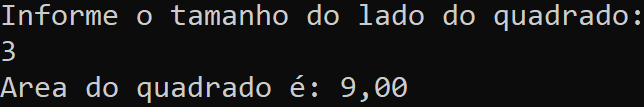 Informe o tamanho do lado do quadrado:
3
Area do quadrado é: 9,00